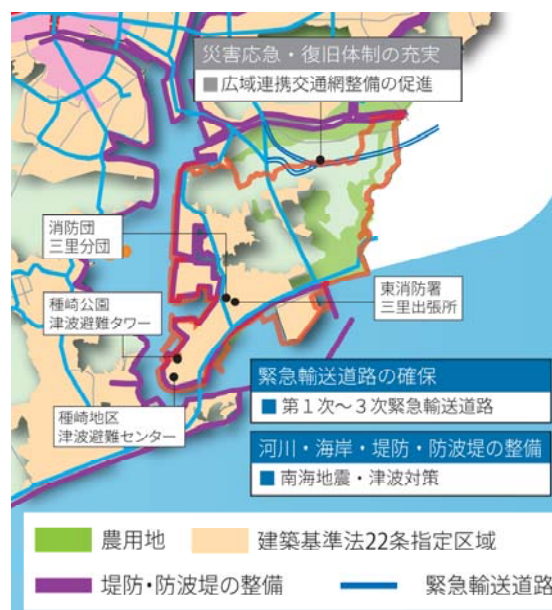 災害応急・復旧体制の充実
■広域連携交通網整備の促進
消防団
三里分団
種崎公園
津波避難タワー
東消防署
三里出張所
種崎地区
津波避難センター
緊急輸送道路の確保
■第1次〜3次緊急輸送道路
河川・海岸・堤防・防波堤の整備
■南海地震・津波対策
農用地 建築基準法22条指定区域
堤防・防波堤の整備 緊急輸送道路